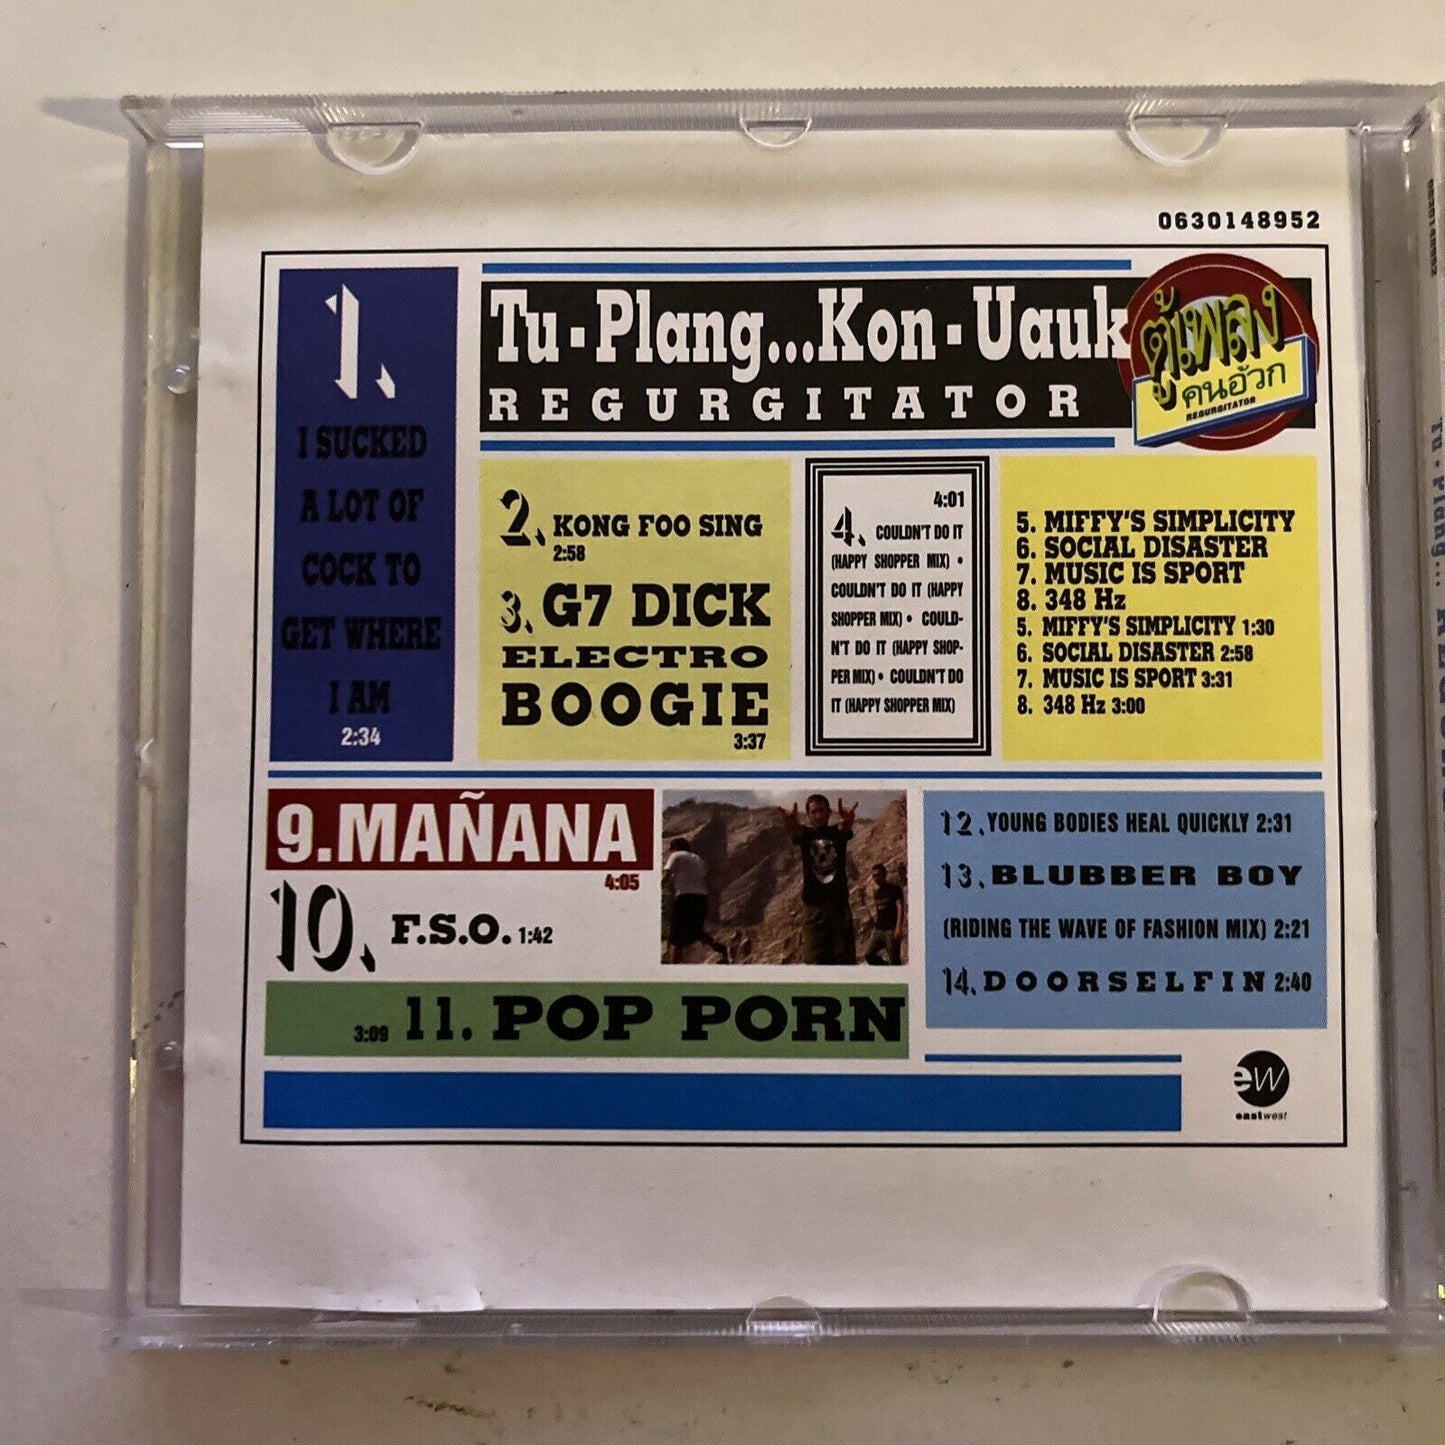 0630148952
1.
I SUCKED
A LOT OF
COCK TO
GET WHERE
I AM
2:34
Tu-Plang...Kon-Uauk
REGURGITATOR
ตู้เพลง
คนอ้วก
REGURGITATOR
2. KONG FOO SING
2:58
3. G7 DICK
ELECTRO
BOOGIE
3:37
4:01
4. COULDN'T DO IT
(HAPPY SHOPPER MIX) •
COULDN'T DO IT (HAPPY
SHOPPER MIX) • COULD-
N'T DO IT (HAPPY SHOP-
PER MIX) • COULDN'T DO
IT (HAPPY SHOPPER MIX)
5. MIFFY'S SIMPLICITY
6. SOCIAL DISASTER
7. MUSIC IS SPORT
8. 348 Hz
5. MIFFY'S SIMPLICITY 1:30
6. SOCIAL DISASTER 2:58
7. MUSIC IS SPORT 3:31
8. 348 Hz 3:00
9.MAÑANA
4:05
10. F.S.O. 1:42
3:09 11. POP PORN
12. YOUNG BODIES HEAL QUICKLY 2:31
13. BLUBBER BOY
(RIDING THE WAVE OF FASHION MIX) 2:21
14. DOORSELFIN 2:40
ew
eastwest
0630148952
Tu-Plang...